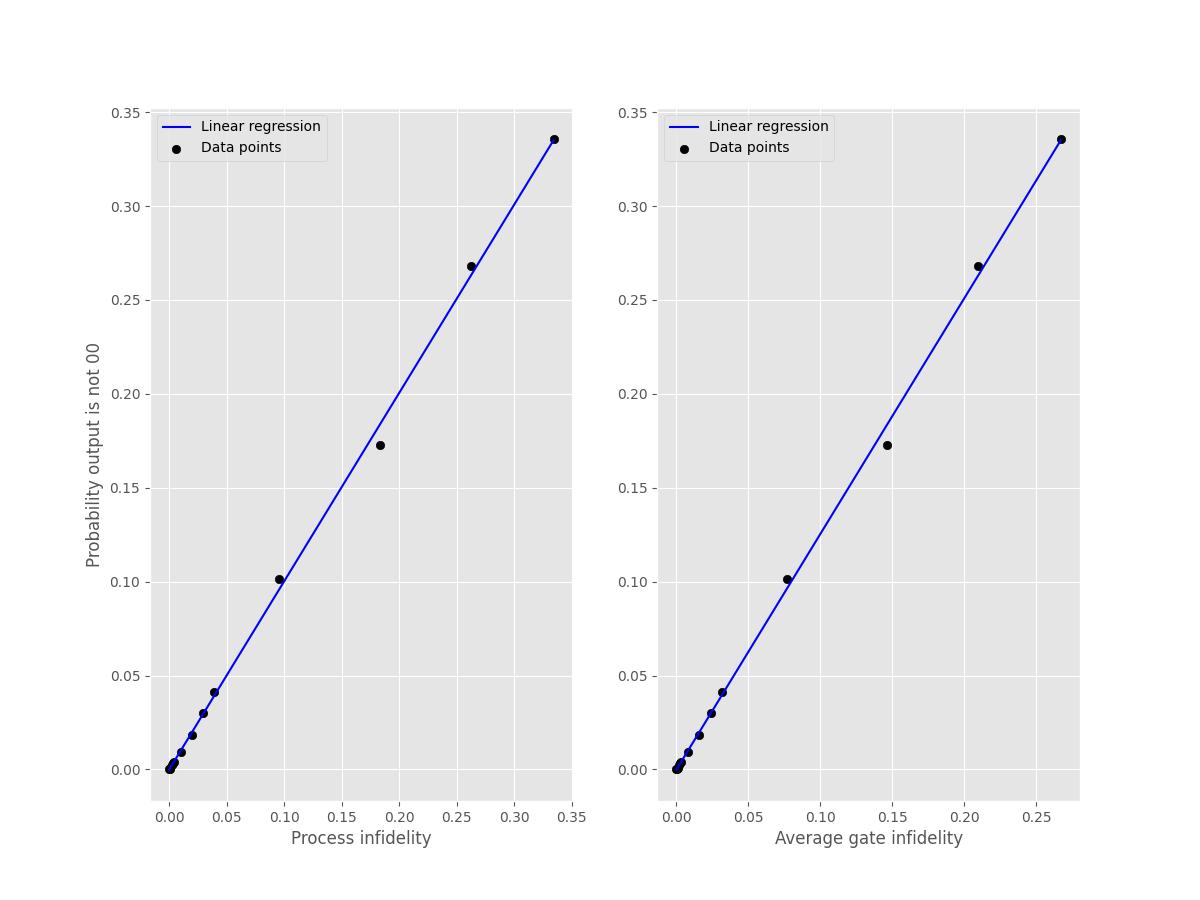 Linear regression
Data points
0.35
0.30
0.25
0.20
0.15
0.10
0.05
0.00
Probability output is not 00
0.00 0.05 0.10 0.15 0.20 0.25 0.30 0.35
Process infidelity
Linear regression
Data points
0.35
0.30
0.25
0.20
0.15
0.10
0.05
0.00
0.00 0.05 0.10 0.15 0.20 0.25
Average gate infidelity